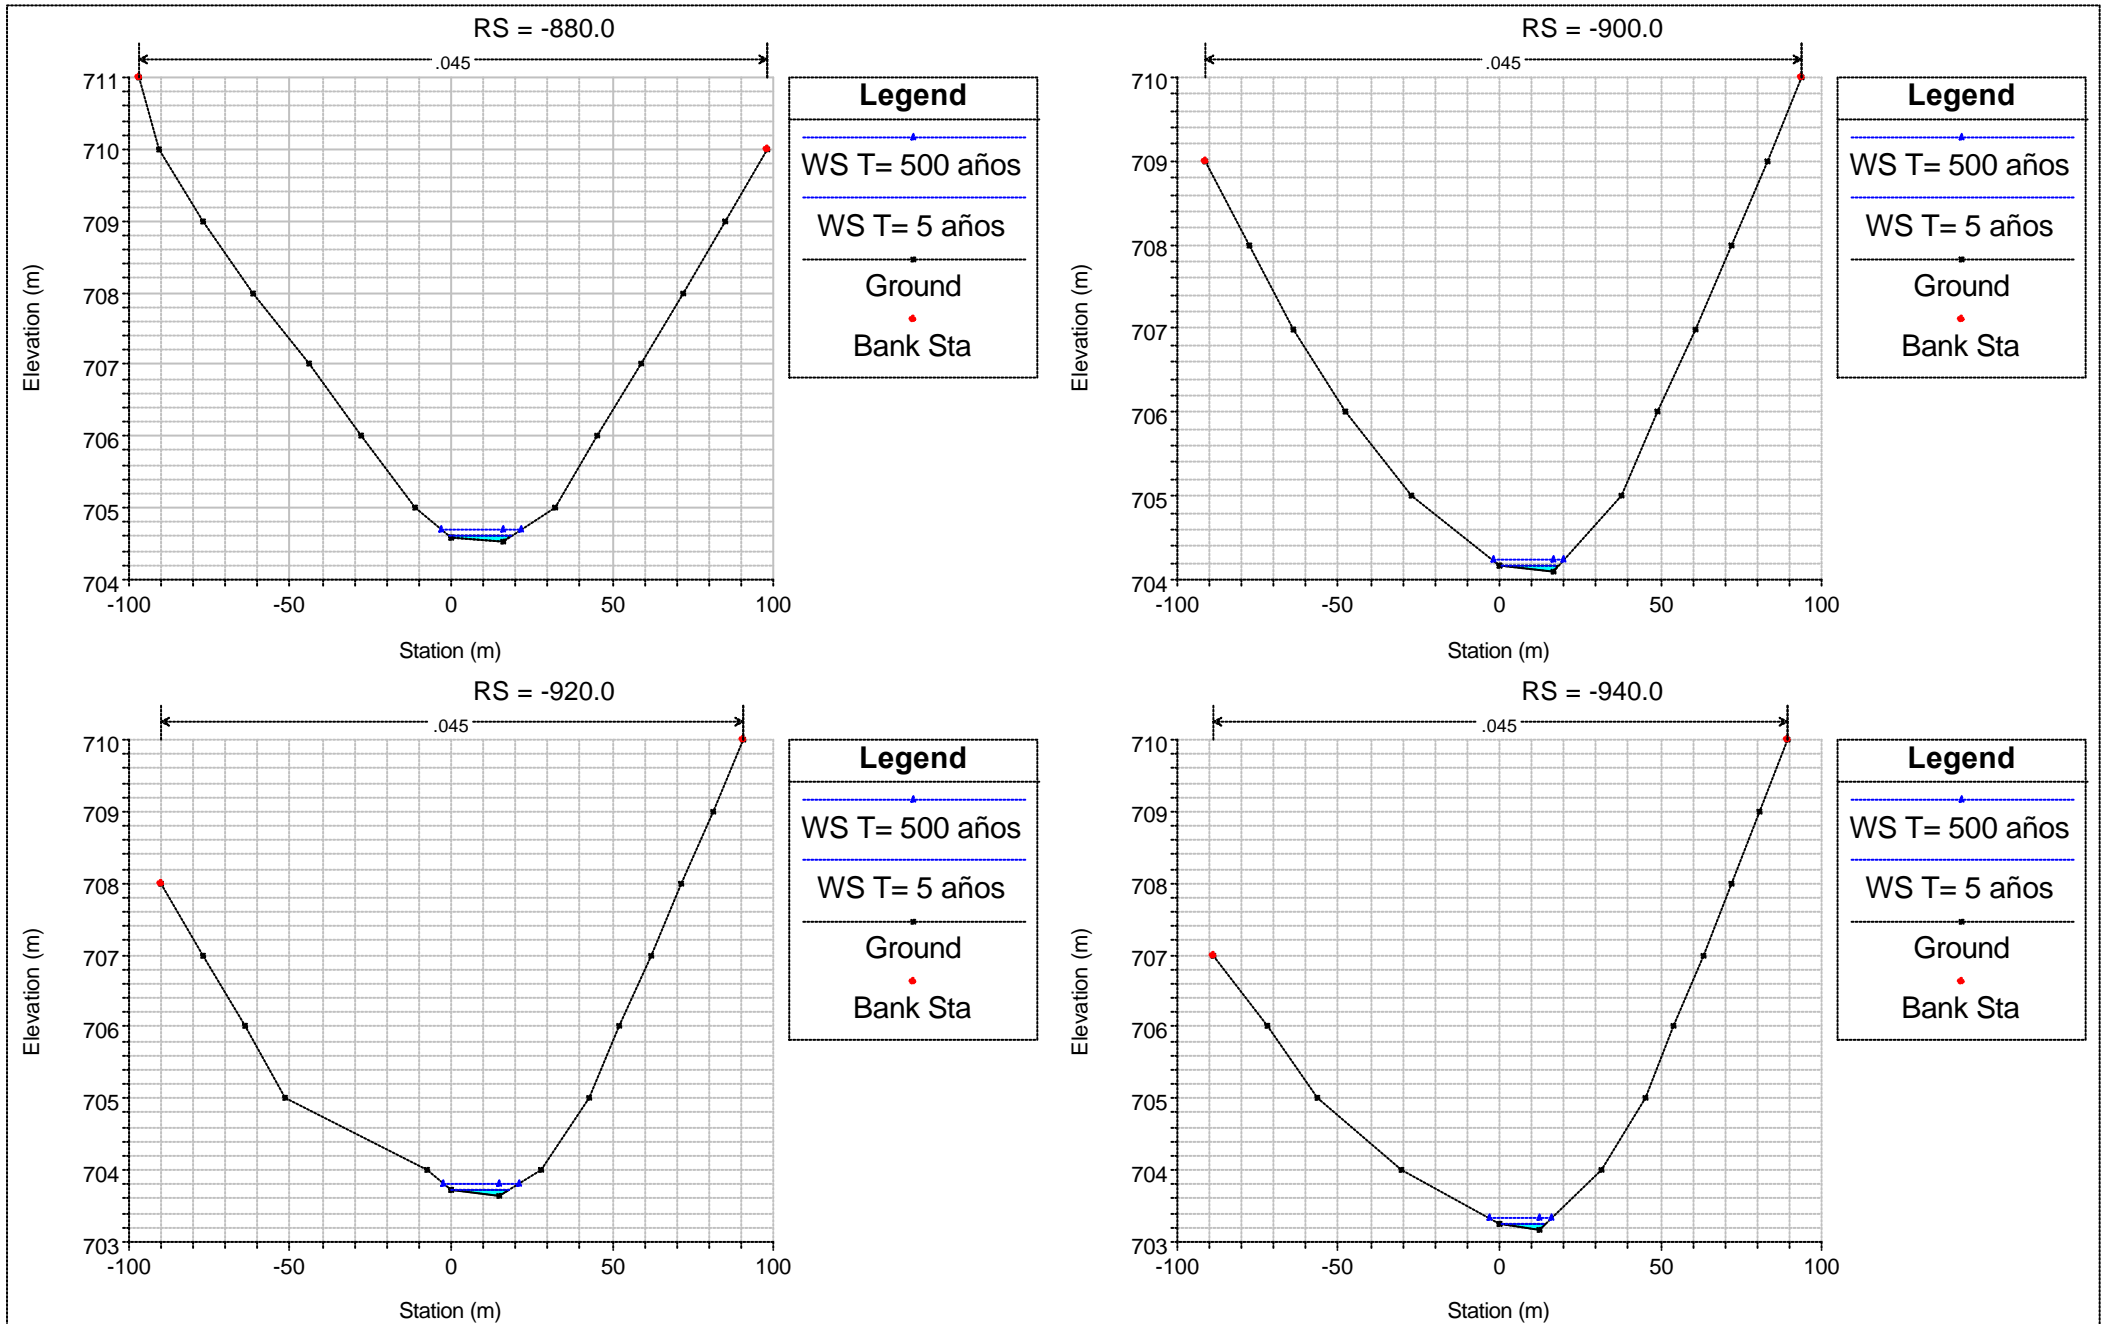 RS = -880.0
.045
711
710
709
708
707
706
705
704
-100
-50
0
50
100
Elevation (m)
Station (m)
Legend
WS T= 500 años
WS T= 5 años
Ground
Bank Sta
RS = -900.0
.045
710
709
708
707
706
705
704
-100
-50
0
50
100
Elevation (m)
Station (m)
Legend
WS T= 500 años
WS T= 5 años
Ground
Bank Sta
RS = -920.0
.045
710
709
708
707
706
705
704
703
-100
-50
0
50
100
Elevation (m)
Station (m)
Legend
WS T= 500 años
WS T= 5 años
Ground
Bank Sta
RS = -940.0
.045
710
709
708
707
706
705
704
703
-100
-50
0
50
100
Elevation (m)
Station (m)
Legend
WS T= 500 años
WS T= 5 años
Ground
Bank Sta